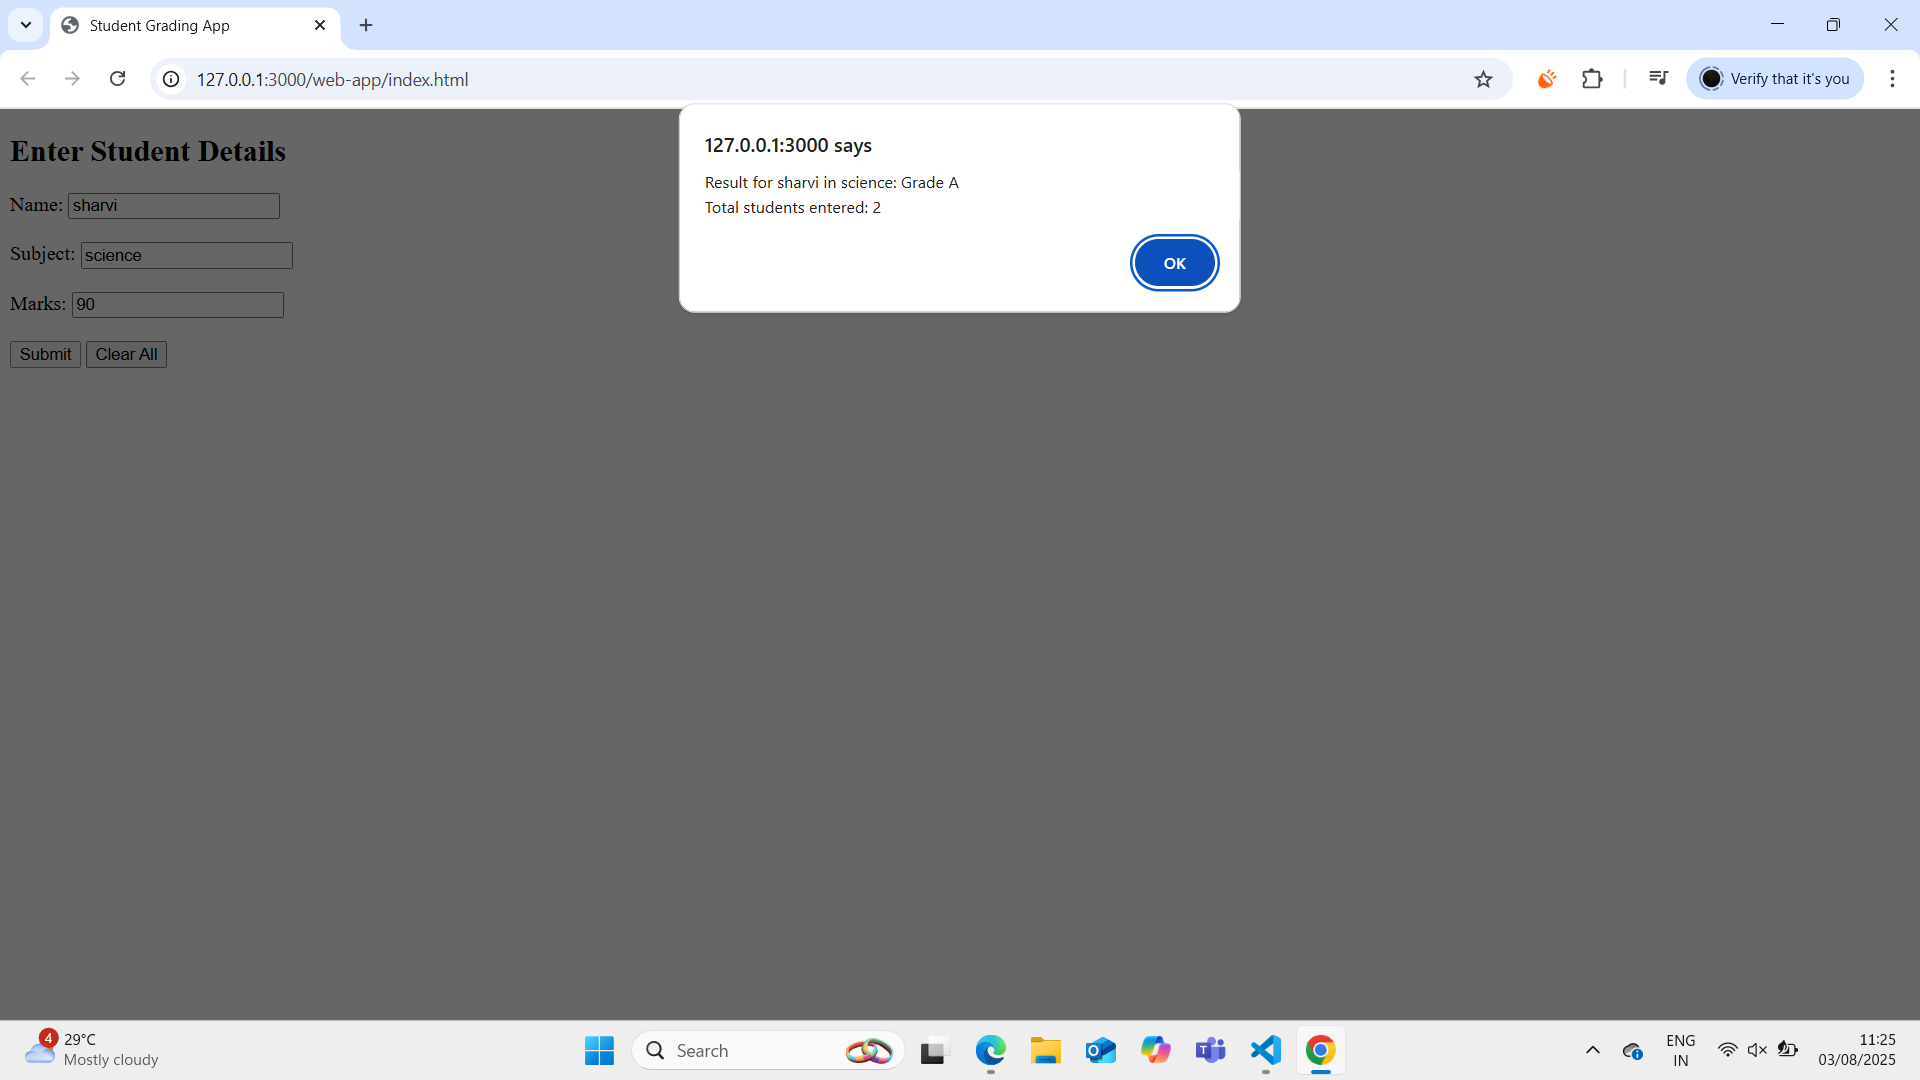 Student Grading App
127.0.0.1:3000/web-app/index.html
Verify that it's you
Enter Student Details
Name: sharvi
Subject: science
Marks: 90
Submit Clear All
127.0.0.1:3000 says
Result for sharvi in science: Grade A
Total students entered: 2
OK
4
29°C
Mostly cloudy
Search
ENG
IN
11:25
03/08/2025